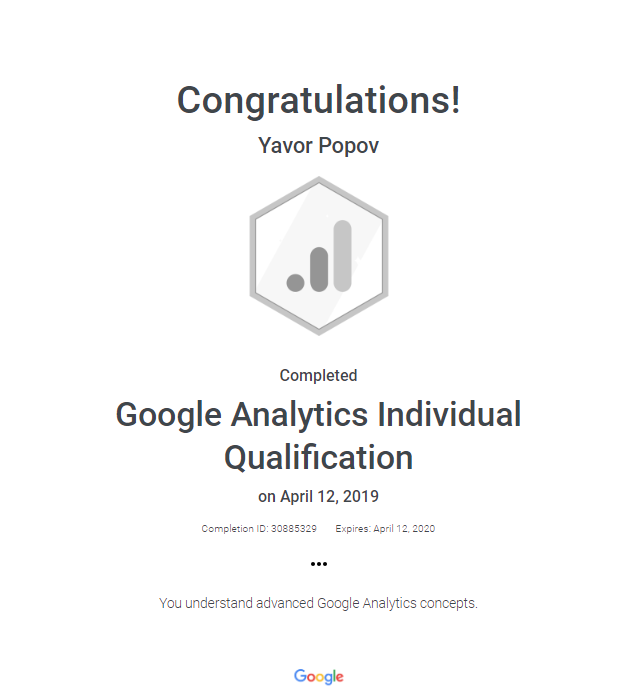 Congratulations!
Yavor Popov
Completed
Google Analytics Individual
Qualification
on April 12, 2019
Completion ID: 30885329 Expires: April 12, 2020
•••
You understand advanced Google Analytics concepts.
Google